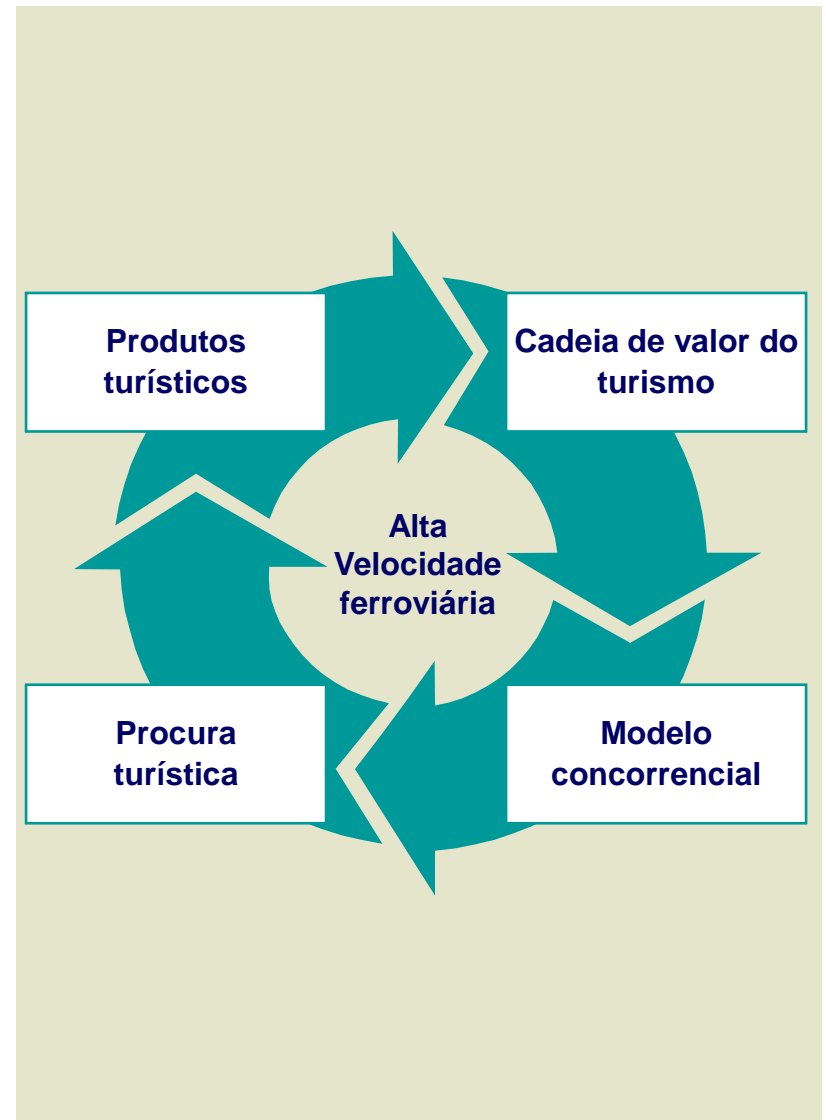 Produtos
turísticos
Cadeia de valor do
turismo
Alta
Velocidade
ferroviária
Procura
turística
Modelo
concorrencial